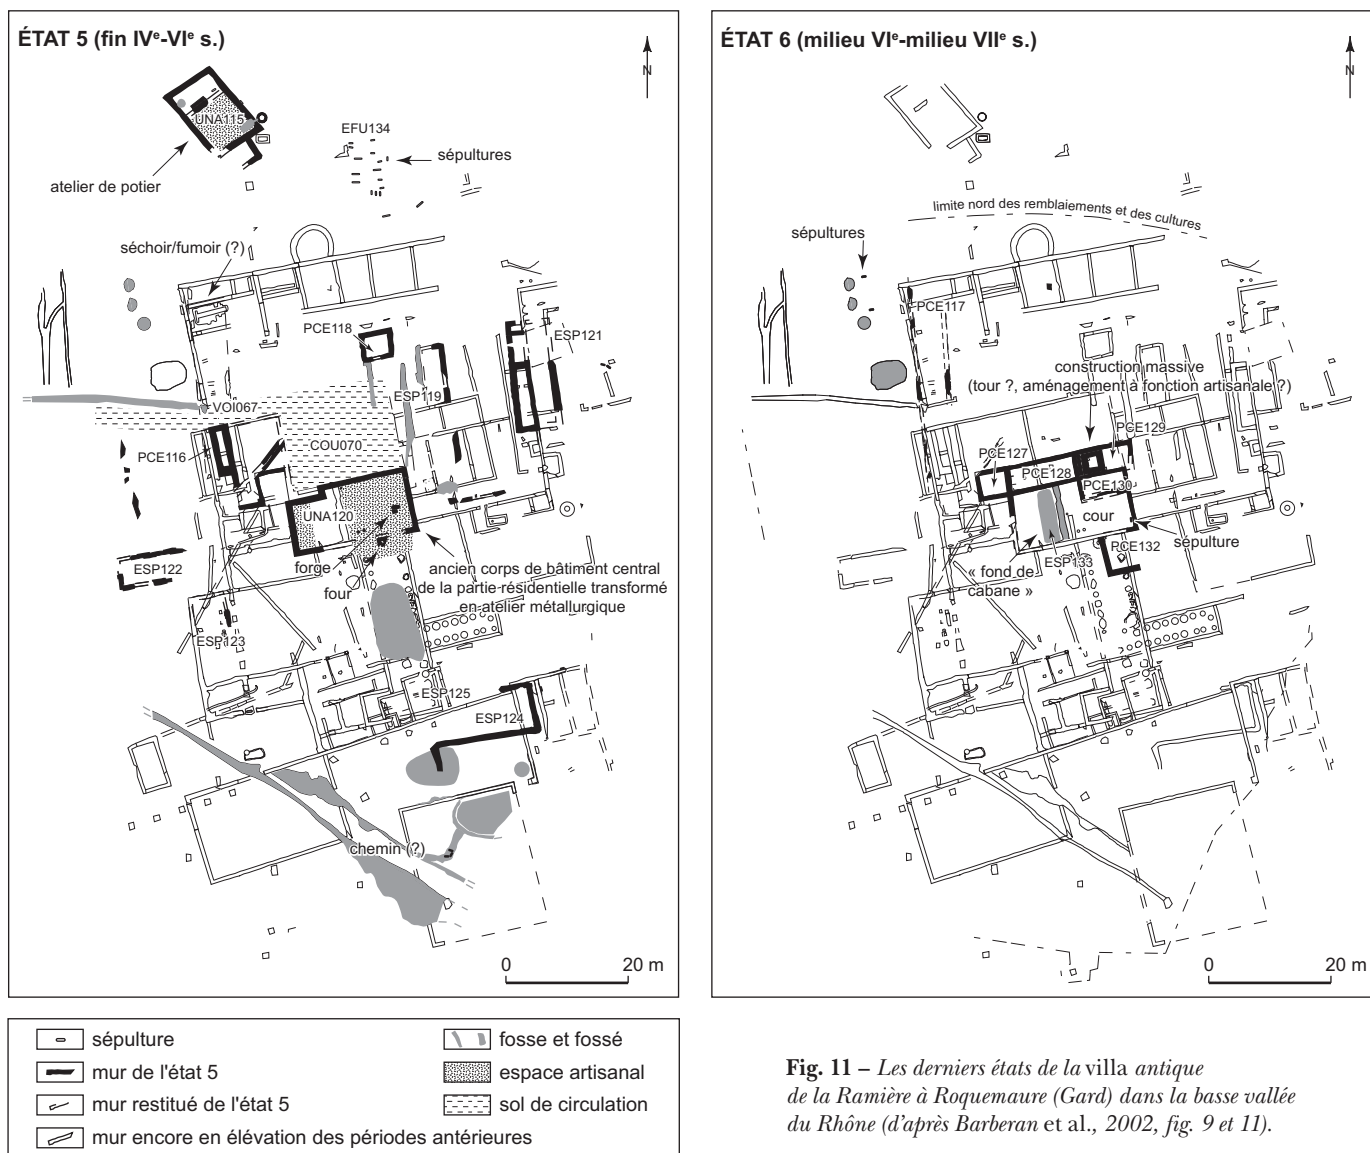 ÉTAT 5 (fin IVe-VIe s.)
N
UNA115
EFU134
sépultures
atelier de potier
séchoir/fumoir (?)
PCE118
ESP121
ESP119
VOI067
COU070
PCE116
UNA120
ESP122
forge
four
ancien corps de bâtiment central
de la partie résidentielle transformé
en atelier métallurgique
ESP123
ESP125
ESP124
chemin (?)
0 20 m
ÉTAT 6 (milieu VIe-milieu VIIe s.)
N
limite nord des remblaiements et des cultures
sépultures
PCE117
construction massive
(tour ?, aménagement à fonction artisanale ?)
PCE129
PCE127
PCE128
PCE130
cour
sépulture
PCE132
ESP133
« fond de
cabane »
0 20 m
sépulture
mur de l'état 5
mur restitué de l'état 5
mur encore en élévation des périodes antérieures
fosse et fossé
espace artisanal
sol de circulation
Fig. 11 – Les derniers états de la villa antique
de la Ramière à Roquemaure (Gard) dans la basse vallée
du Rhône (d'après Barberan et al., 2002, fig. 9 et 11).